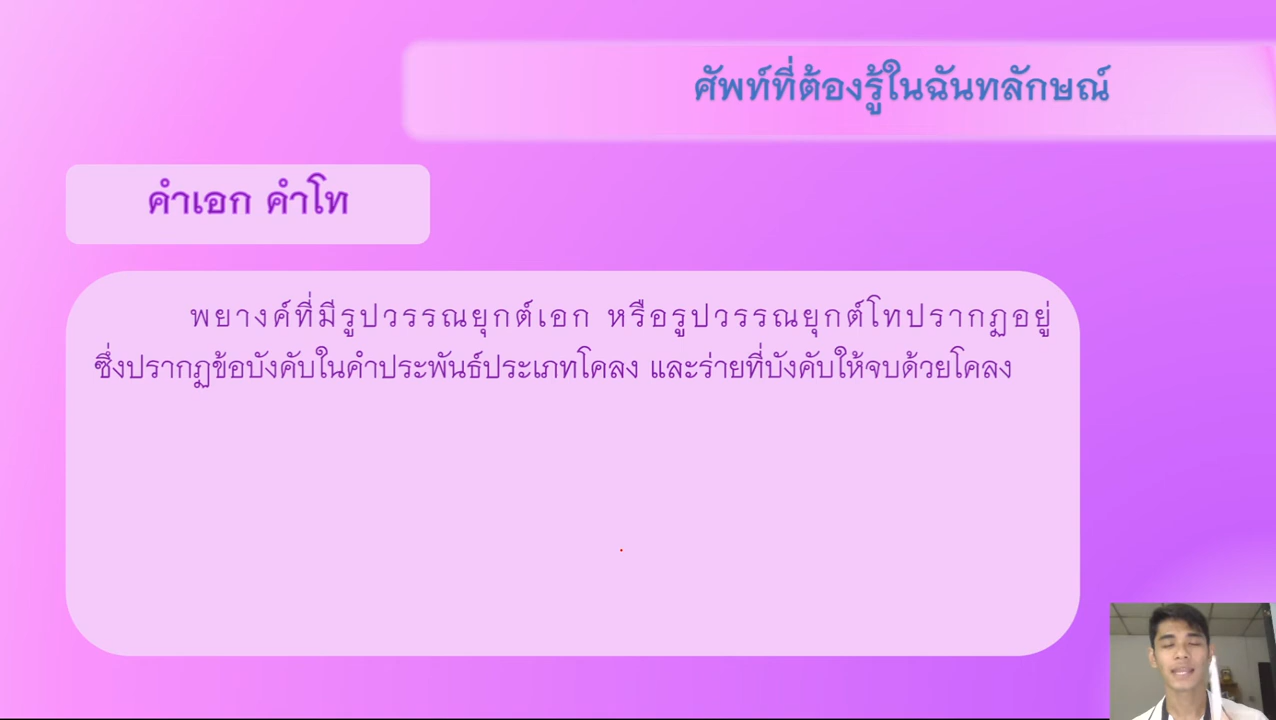 ศัพท์ที่ต้องรู้ในฉันทลักษณ์
คำเอก คำโท
พยางค์ที่มีรูปวรรณยุกต์เอก หรือรูปวรรณยุกต์โทปรากฏอยู่
ซึ่งปรากฏข้อบังคับในคำประพันธ์ประเภทโคลง และร่ายที่บังคับให้จบด้วยโคลง